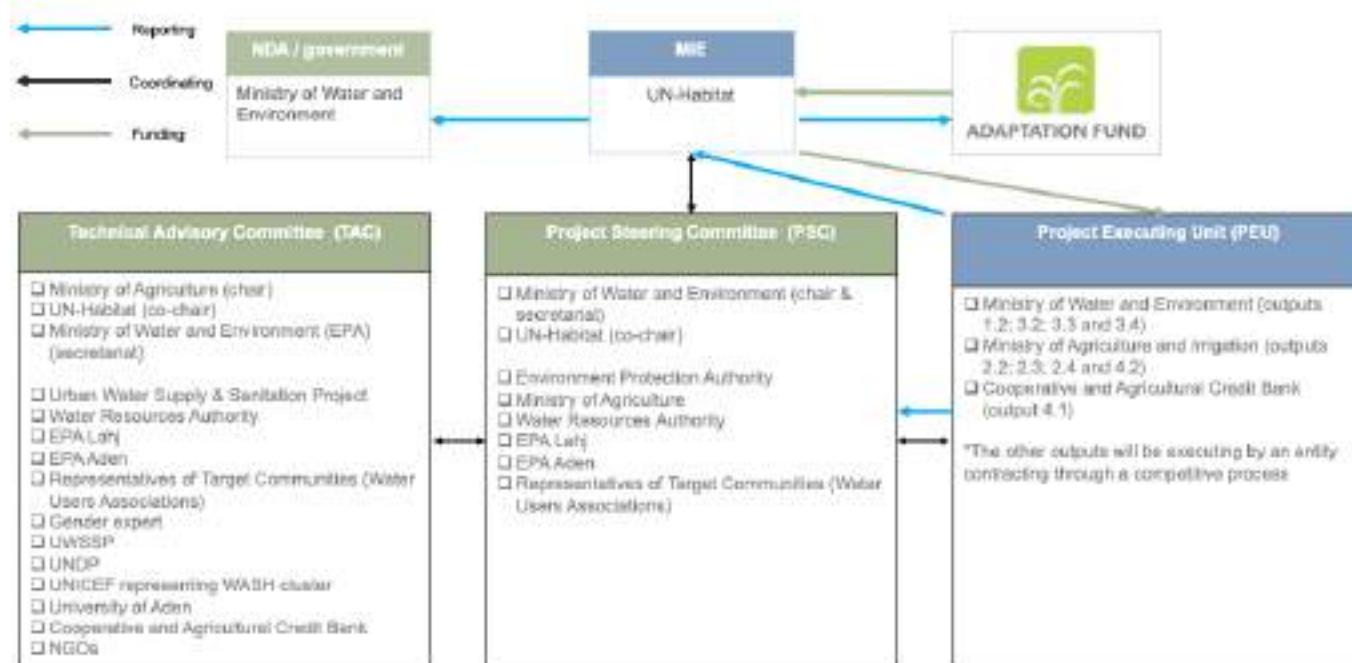 Reporting
Coordinating
Funding
NDA / government
Ministry of Water and
Environment
MIE
UN-Habitat
ADAPTATION FUND
Technical Advisory Committee (TAC)
Ministry of Agriculture (chair)
UN-Habitat (co-chair)
Ministry of Water and Environment (EPA)
(secretariat)
Urban Water Supply & Sanitation Project
Water Resources Authority
EPA Lahj
EPA Aden
Representatives of Target Communities (Water
Users Associations)
Gender expert
UWSSP
UNDP
UNICEF representing WASH cluster
University of Aden
Cooperative and Agricultural Credit Bank
NGOs
Project Steering Committee (PSC)
Ministry of Water and Environment (chair &
secretariat)
UN-Habitat (co-chair)
Environment Protection Authority
Ministry of Agriculture
Water Resources Authority
EPA Lahj
EPA Aden
Representatives of Target Communities (Water
Users Associations)
Project Executing Unit (PEU)
Ministry of Water and Environment (outputs
1.2; 3.2; 3.3 and 3.4)
Ministry of Agriculture and Irrigation (outputs
2.2; 2.3; 2.4 and 4.2)
Cooperative and Agricultural Credit Bank
(output 4.1)
*The other outputs will be executing by an entity
contracting through a competitive process